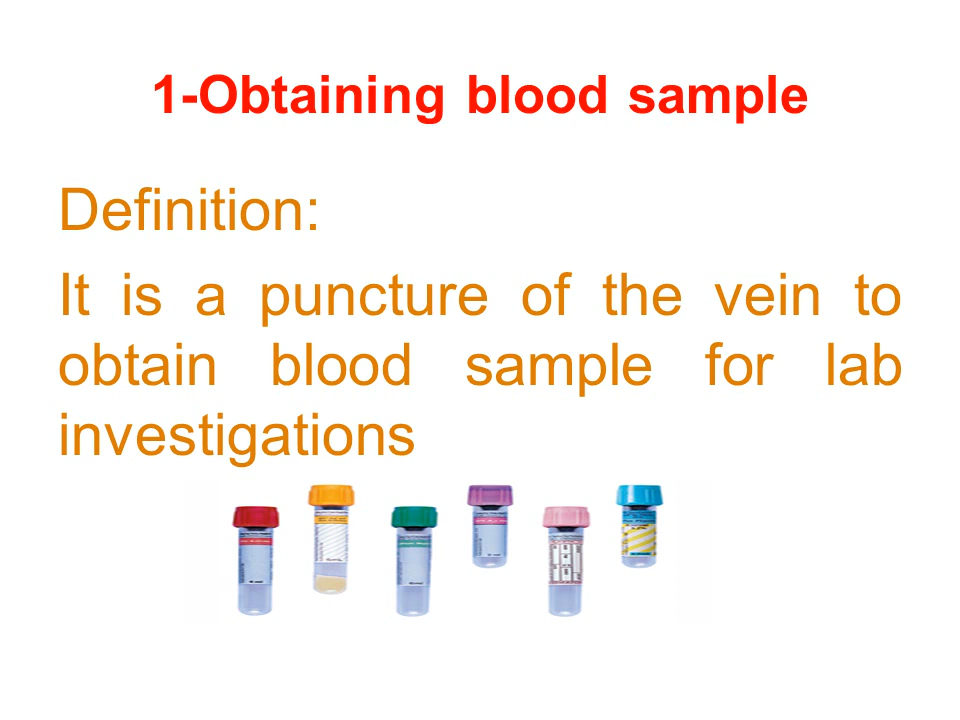 1-Obtaining blood sample
Definition:
It is a puncture of the vein to
obtain blood sample for lab
investigations